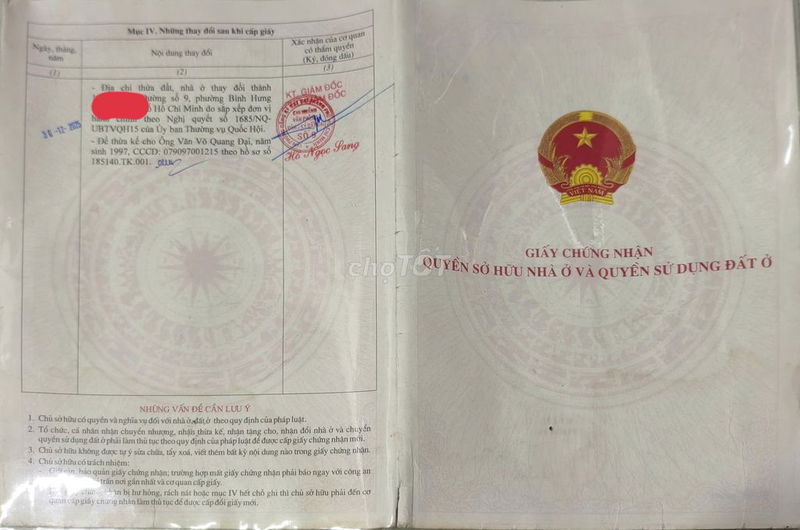 Mục IV. Những thay đổi sau khi cấp giấy
Ngày, tháng, năm
Nội dung thay đổi
Xác nhận của cơ quan có thẩm quyền (Ký, đóng dấu)
(1)
(2)
(3)
- Địa chỉ thửa đất, nhà ở thay đổi thành
đường số 9, phường Bình Hưng
Hồ Chí Minh do sắp xếp đơn vị
hành chính theo Nghị quyết số 1685/NQ-
UBTVQH15 của Ủy ban Thường vụ Quốc Hội.
- Để thừa kế cho Ông Văn Võ Quang Đại, năm
sinh 1997, CCCD: 079097001215 theo hồ sơ số
185140.TK.001.
30-12-2025
KT. GIÁM ĐỐC
GIÁM ĐỐC
Hồ Ngọc Sang
NHỮNG VẤN ĐỀ CẦN LƯU Ý
1. Chủ sở hữu có quyền và nghĩa vụ đối với nhà ở, đất ở theo quy định của pháp luật.
2. Tổ chức, cá nhân nhận chuyển nhượng, nhận thừa kế, nhận tặng cho, nhận đổi nhà ở và chuyển
quyền sử dụng đất ở phải làm thủ tục theo quy định của pháp luật để được cấp giấy chứng nhận mới.
3. Chủ sở hữu không được tự ý sửa chữa, tẩy xoá, viết thêm bất kỳ nội dung nào trong giấy chứng nhận.
4. Chủ sở hữu có trách nhiệm:
bảo quản giấy chứng nhận; trường hợp mất giấy chứng nhận phải báo ngay với công an
thị trấn nơi gần nhất và cơ quan cấp giấy.
bị hư hỏng, rách nát hoặc mục IV hết chỗ ghi thì chủ sở hữu phải đến cơ
quan cấp giấy chứng nhận làm thủ tục để được cấp đổi giấy mới.
VIỆT NAM
GIẤY CHỨNG NHẬN
QUYỀN SỞ HỮU NHÀ Ở VÀ QUYỀN SỬ DỤNG ĐẤT Ở
chợTỐT